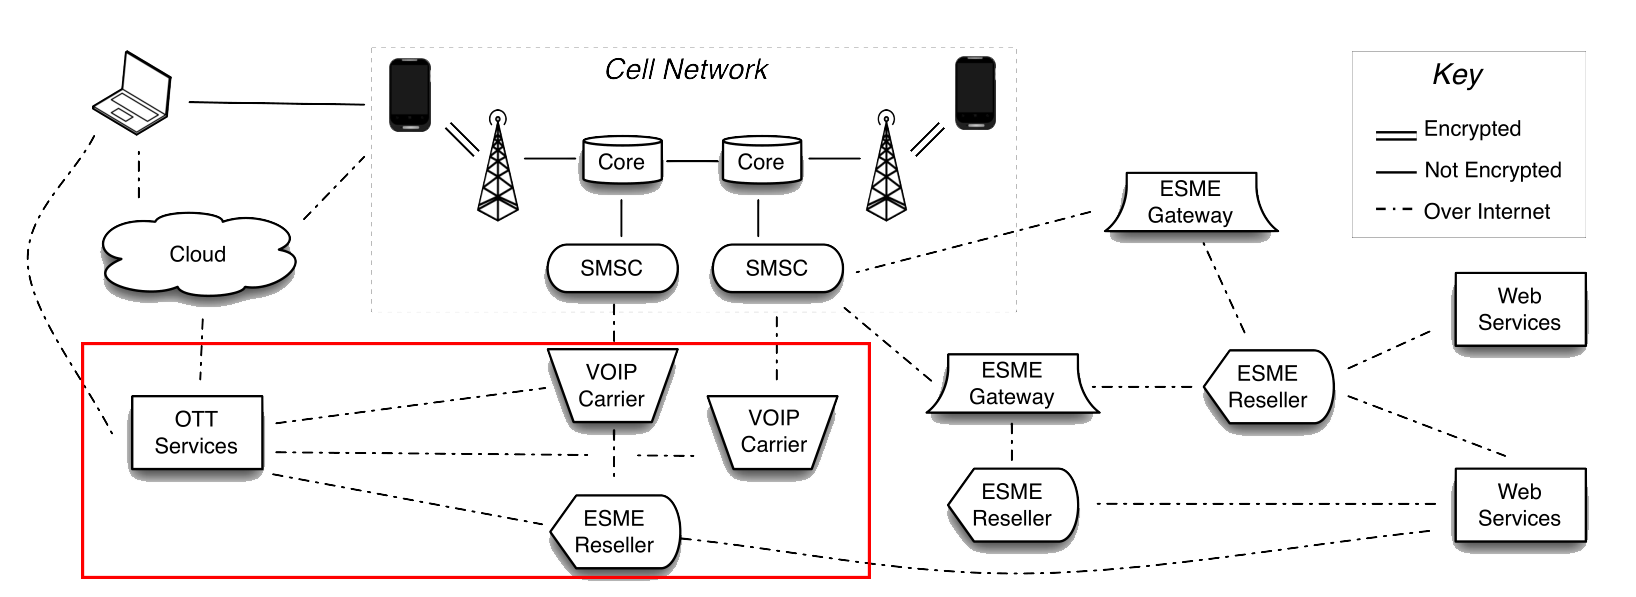 Cell Network
Key
Encrypted
Not Encrypted
Over Internet
Core
Core
ESME
Gateway
Cloud
SMSC
SMSC
Web
Services
VOIP
Carrier
ESME
Gateway
ESME
Reseller
OTT
Services
VOIP
Carrier
ESME
Reseller
ESME
Reseller
Web
Services